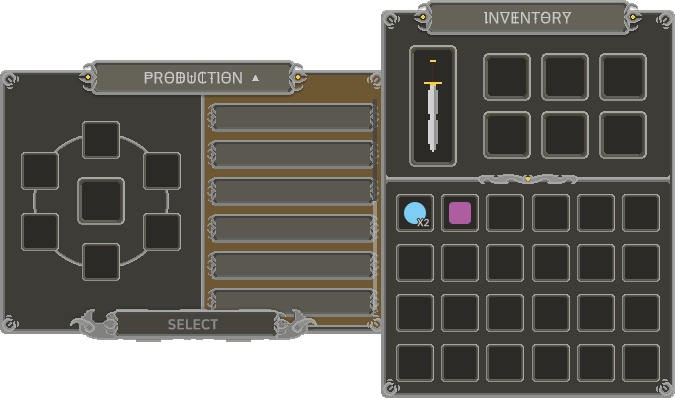 PRODUCTION ▲
SELECT
INVENTORY
X2